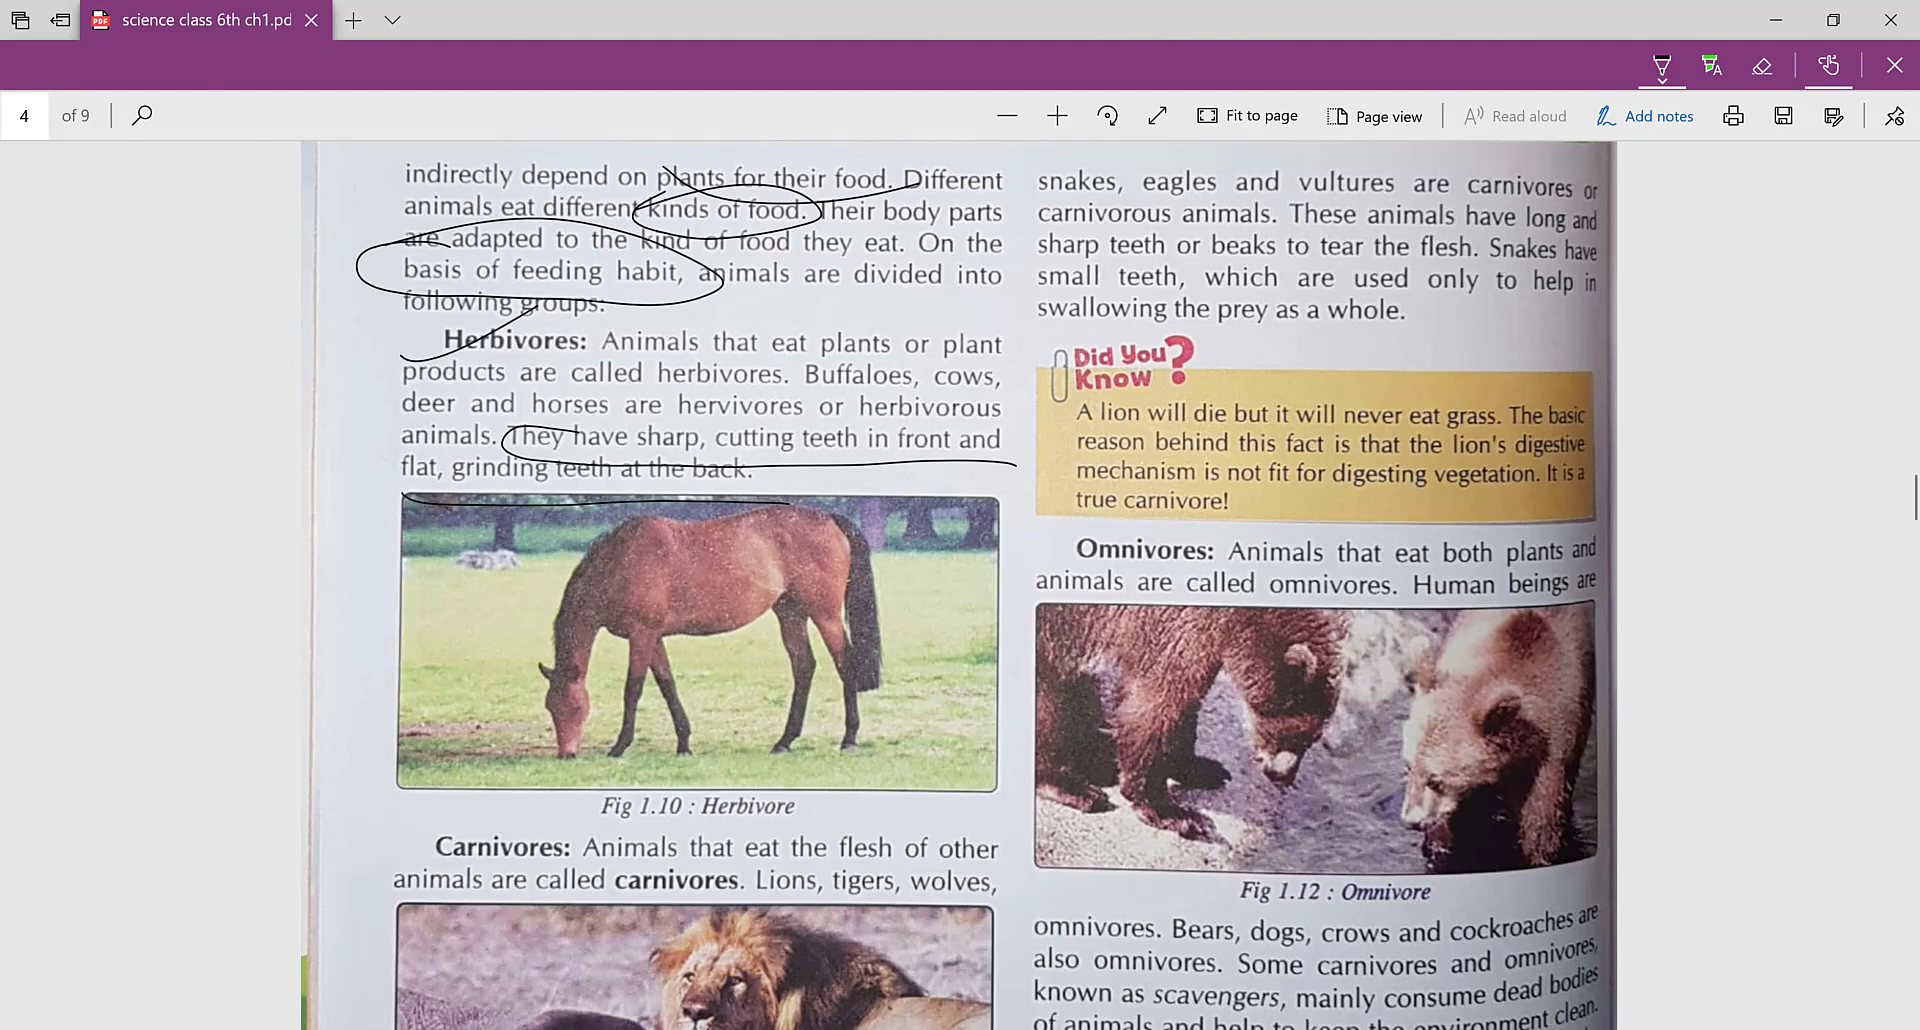 science class 6th ch1.pd
4 of 9
Fit to page
Page view
Read aloud
Add notes
indirectly depend on plants for their food. Different
animals eat different kinds of food. Their body parts
are adapted to the kind of food they eat. On the
basis of feeding habit, animals are divided into
following groups:
Herbivores: Animals that eat plants or plant
products are called herbivores. Buffaloes, cows,
deer and horses are hervivores or herbivorous
animals. They have sharp, cutting teeth in front and
flat, grinding teeth at the back.
Fig 1.10 : Herbivore
Carnivores: Animals that eat the flesh of other
animals are called carnivores. Lions, tigers, wolves,
snakes, eagles and vultures are carnivores or
carnivorous animals. These animals have long and
sharp teeth or beaks to tear the flesh. Snakes have
small teeth, which are used only to help in
swallowing the prey as a whole.
Did You
Know ?
A lion will die but it will never eat grass. The basic
reason behind this fact is that the lion's digestive
mechanism is not fit for digesting vegetation. It is a
true carnivore!
Omnivores: Animals that eat both plants and
animals are called omnivores. Human beings are
Fig 1.12 : Omnivore
omnivores. Bears, dogs, crows and cockroaches are
also omnivores. Some carnivores and omnivores,
known as scavengers, mainly consume dead bodies
of animals and help to keep the environment clean.